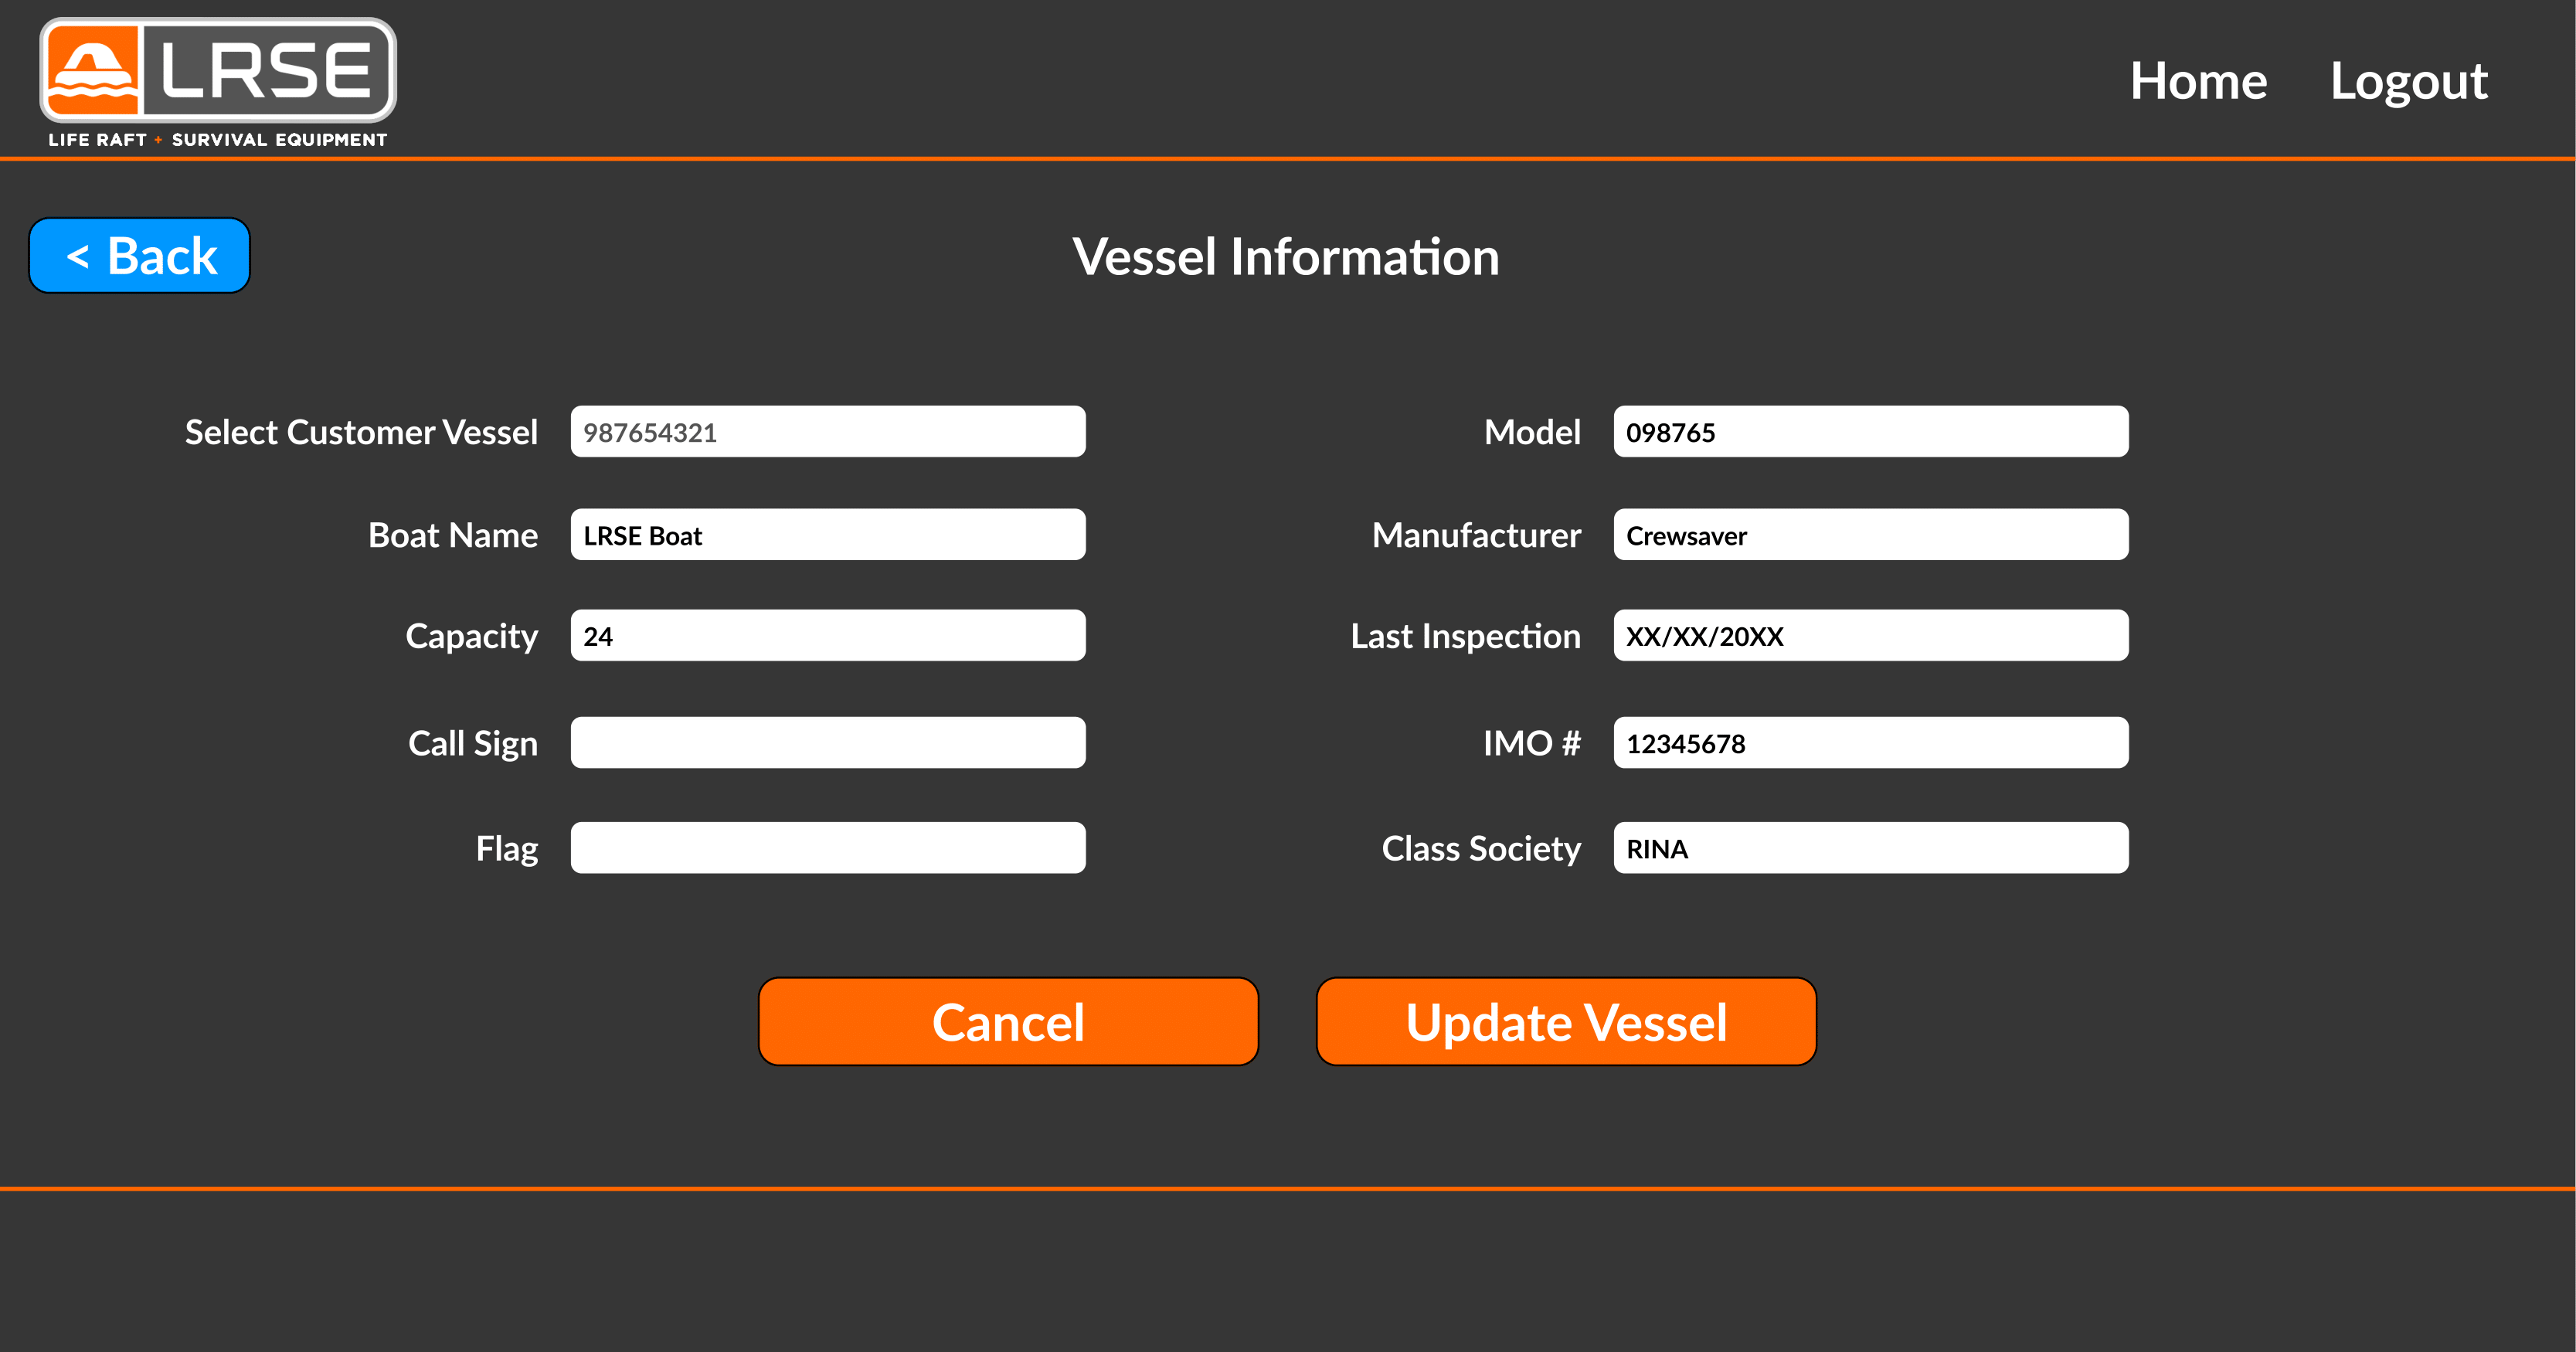 LRSE
LIFE RAFT + SURVIVAL EQUIPMENT
Home Logout
< Back
Vessel Information
Select Customer Vessel 987654321
Model 098765
Boat Name LRSE Boat
Manufacturer Crewsaver
Capacity 24
Last Inspection XX/XX/20XX
Call Sign
IMO # 12345678
Flag
Class Society RINA
Cancel Update Vessel